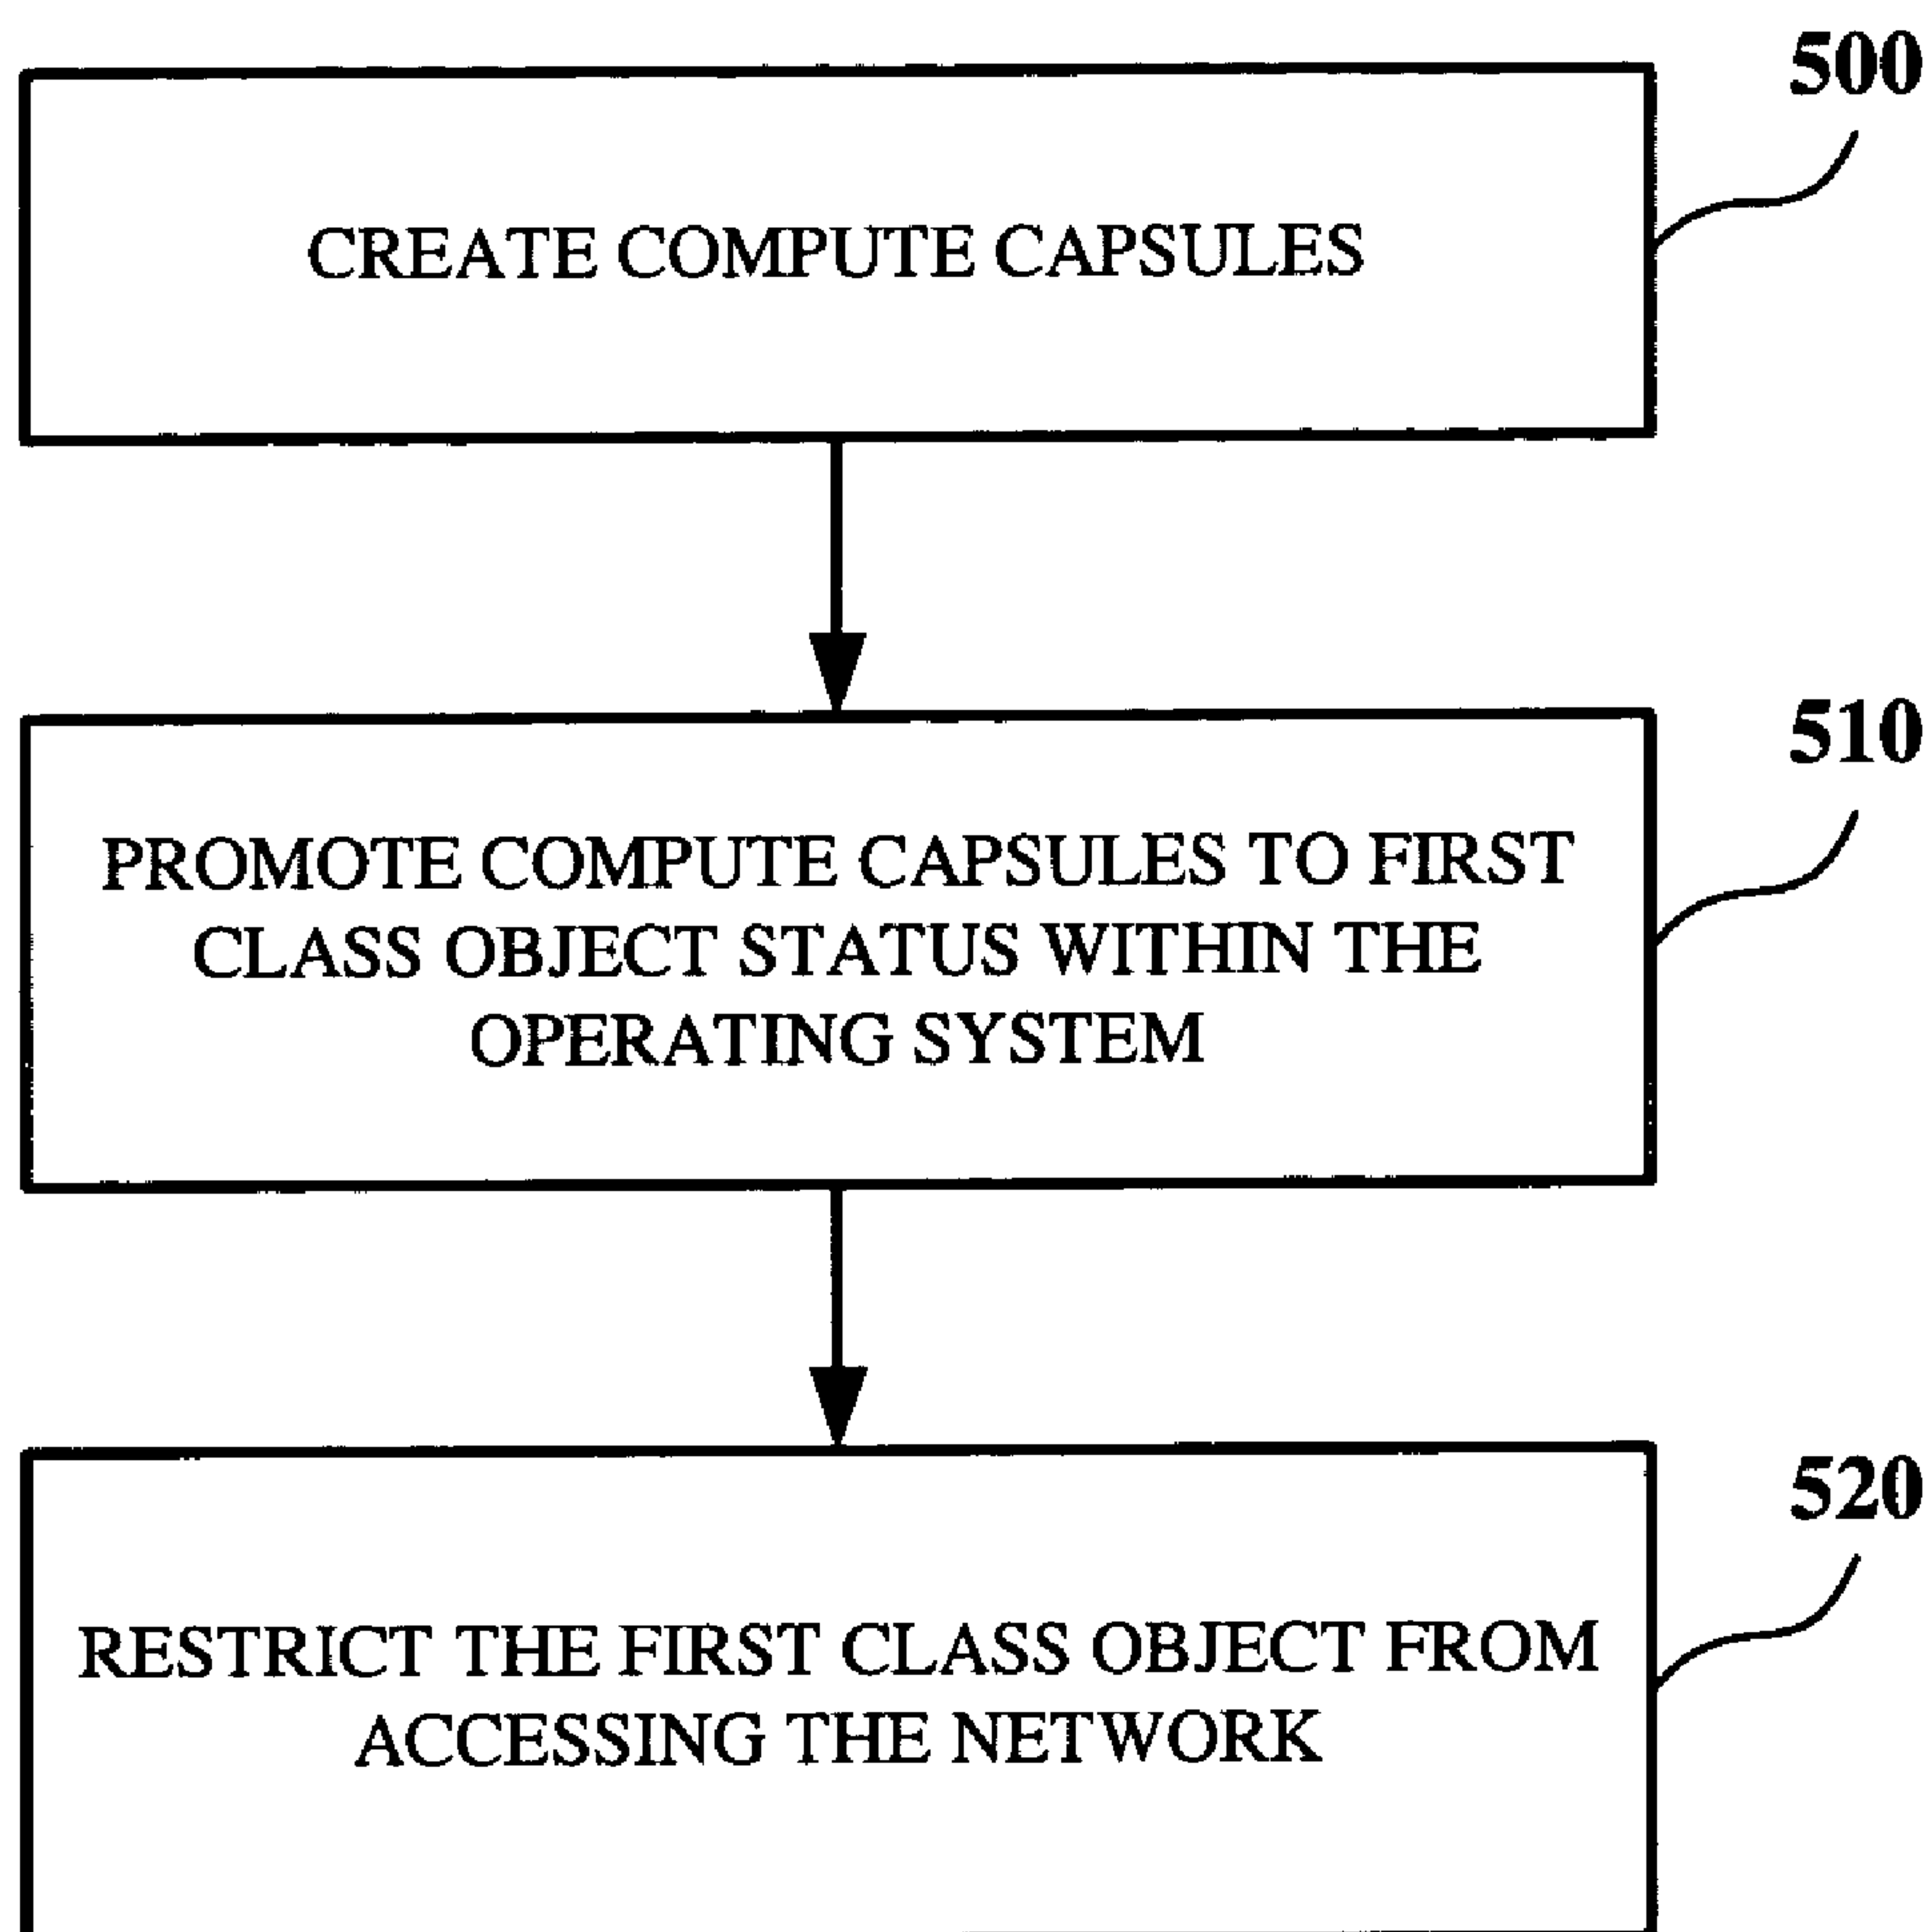 500
CREATE COMPUTE CAPSULES
510
PROMOTE COMPUTE CAPSULES TO FIRST
CLASS OBJECT STATUS WITHIN THE
OPERATING SYSTEM
520
RESTRICT THE FIRST CLASS OBJECT FROM
ACCESSING THE NETWORK